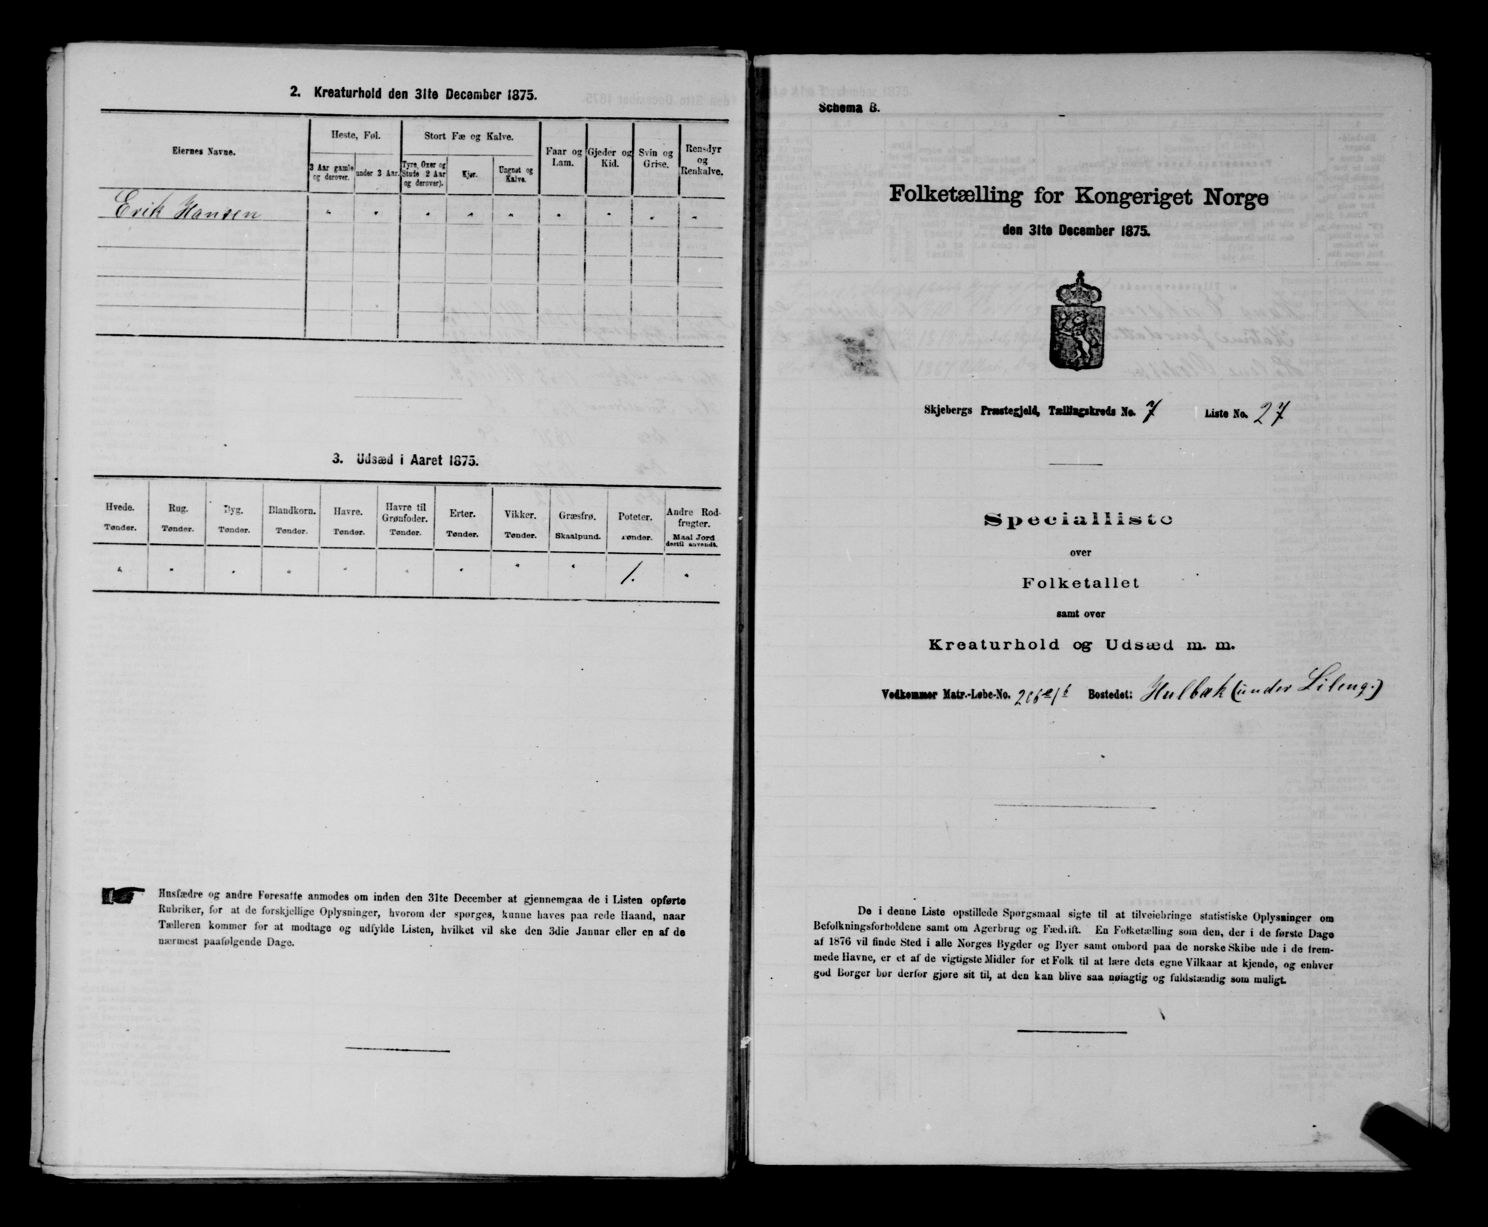 2. Kreaturhold den 31te December 1875.
Eiernes Navne.
Heste, Føl.
Stort Fæ og Kalve.
Faar og Lam.
Gjeder og Kid.
Svin og Grise.
Rensdyr og Renkalve.
3 Aar gamle og derover.
under 3 Aar.
Tyre, Oxer og Stude 2 Aar og derover).
Kjør.
Ungnøt og Kalve.
Erik Hansen " " " " " " " " "
3. Udsæd i Aaret 1875.
Hvede. Tønder.
Rug. Tønder.
Byg. Tønder.
Blandkorn. Tønder.
Havre. Tønder.
Havre til Grønfoder. Tønder.
Erter. Tønder.
Vikker. Tønder.
Græsfrø. Skaalpund.
Poteter. Tønder.
Andre Rodfrugter. Maal Jord dertil anvendt.
" " " " " " " " " 1. "
Husfædre og andre Foresatte anmodes om inden den 31te December at gjennemgaa de i Listen opførte
Rubriker, for at de forskjellige Oplysninger, hvorom der spørges, kunne haves paa rede Haand, naar
Tælleren kommer for at modtage og udfylde Listen, hvilket vil ske den 3die Januar eller en af de
nærmest paafølgende Dage.
Schema B.
Folketælling for Kongeriget Norge
den 31te December 1875.
Skjebergs Præstegjeld, Tællingskreds No. 7 Liste No. 27
Specialliste
over
Folketallet
samt over
Kreaturhold og Udsæd m. m.
Vedkommer Matr.-Løbe-No. Bostedet: Hulbæk (under Lileng.)
De i denne Liste opstillede Spørgsmaal sigte til at tilveiebringe statistiske Oplysninger om
Befolkningsforholdene samt om Agerbrug og Fædrift. En Folketælling som den, der i de første Dage
af 1876 vil finde Sted i alle Norges Bygder og Byer samt ombord paa de norske Skibe ude i de frem-
mede Havne, er et af de vigtigste Midler for et Folk til at lære dets egne Vilkaar at kjende, og enhver
god Borger bør derfor gjøre sit til, at den kan blive saa nøiagtig og fuldstændig som muligt.